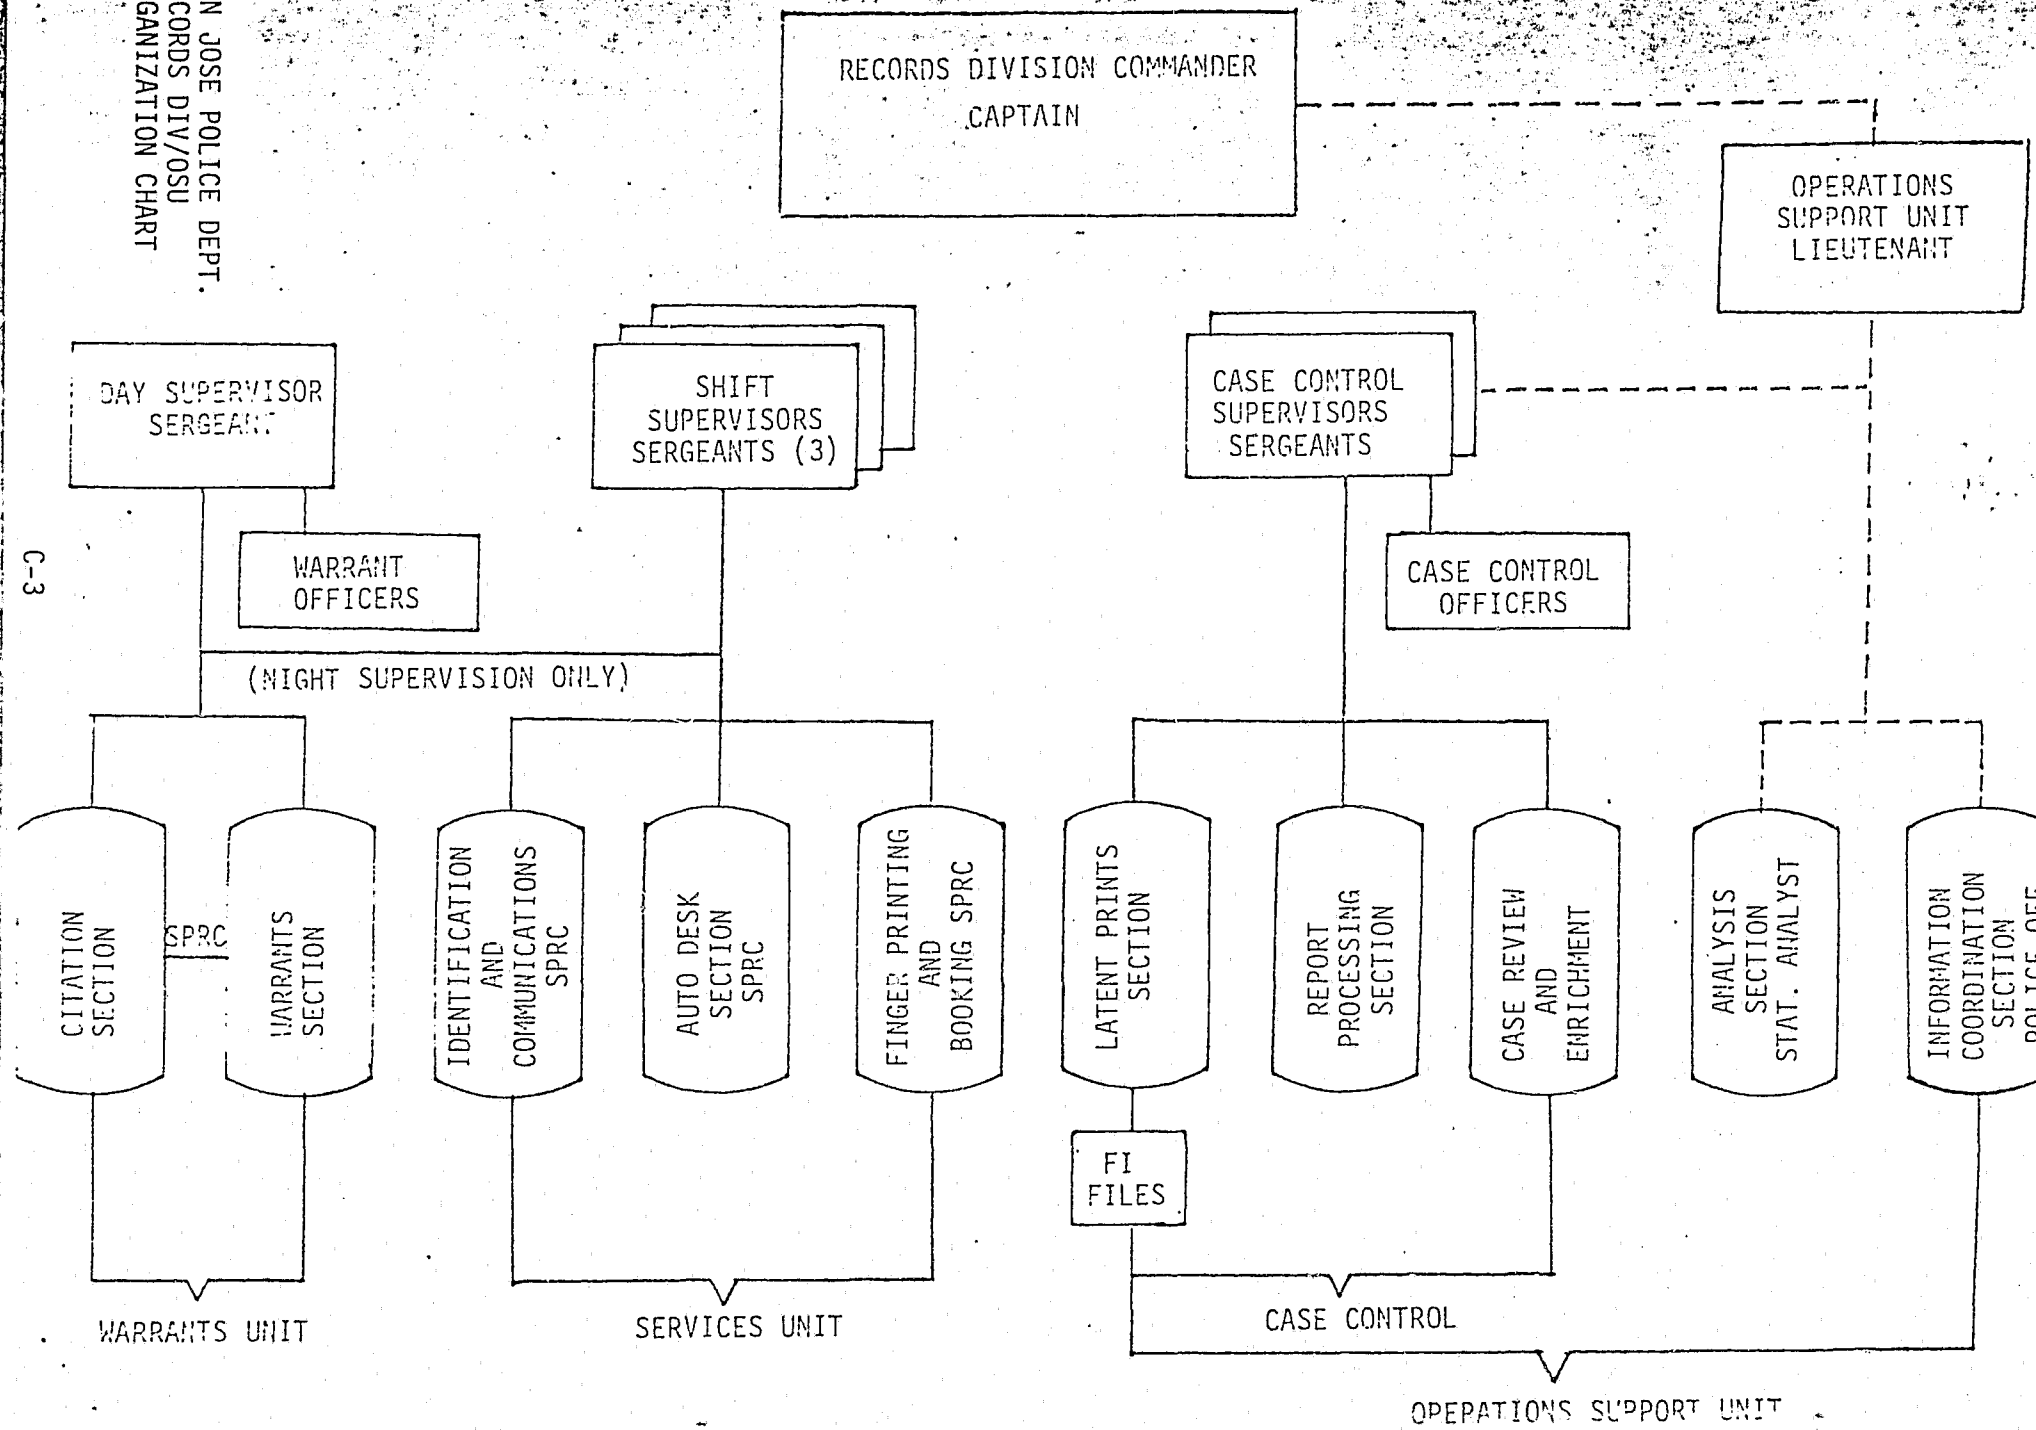 N JOSE POLICE DEPT.
CORDS DIV/OSU
GANIZATION CHART
C-3
RECORDS DIVISION COMMANDER
CAPTAIN
OPERATIONS
SUPPORT UNIT
LIEUTENANT
DAY SUPERVISOR
SERGEANT
SHIFT
SUPERVISORS
SERGEANTS (3)
CASE CONTROL
SUPERVISORS
SERGEANTS
WARRANT
OFFICERS
CASE CONTROL
OFFICERS
(NIGHT SUPERVISION ONLY)
CITATION
SECTION
SPRC
WARRANTS
SECTION
IDENTIFICATION
AND
COMMUNICATIONS
SPRC
AUTO DESK
SECTION
SPRC
FINGER PRINTING
AND
BOOKING SPRC
LATENT PRINTS
SECTION
REPORT
PROCESSING
SECTION
CASE REVIEW
AND
ENRICHMENT
ANALYSIS
SECTION
STAT. ANALYST
INFORMATION
COORDINATION
SECTION
POLICE OFF
FI
FILES
WARRANTS UNIT
SERVICES UNIT
CASE CONTROL
OPERATIONS SUPPORT UNIT